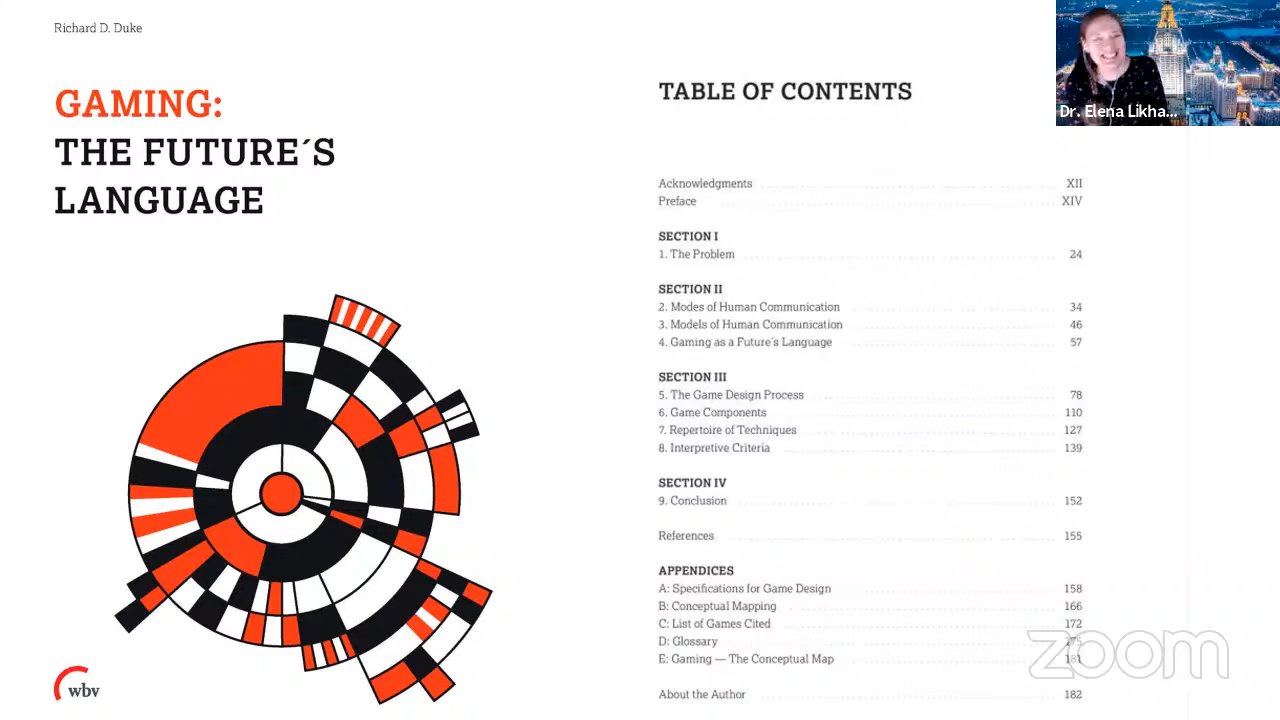 Richard D. Duke
GAMING:
THE FUTURE´S
LANGUAGE
wbv
TABLE OF CONTENTS
Acknowledgments XII
Preface XIV
SECTION I
1. The Problem 24
SECTION II
2. Modes of Human Communication 34
3. Models of Human Communication 46
4. Gaming as a Future´s Language 57
SECTION III
5. The Game Design Process 78
6. Game Components 110
7. Repertoire of Techniques 127
8. Interpretive Criteria 139
SECTION IV
9. Conclusion 152
References 155
APPENDICES
A: Specifications for Game Design 158
B: Conceptual Mapping 166
C: List of Games Cited 172
D: Glossary 175
E: Gaming — The Conceptual Map 181
About the Author 182
Dr. Elena Likha...
zoom